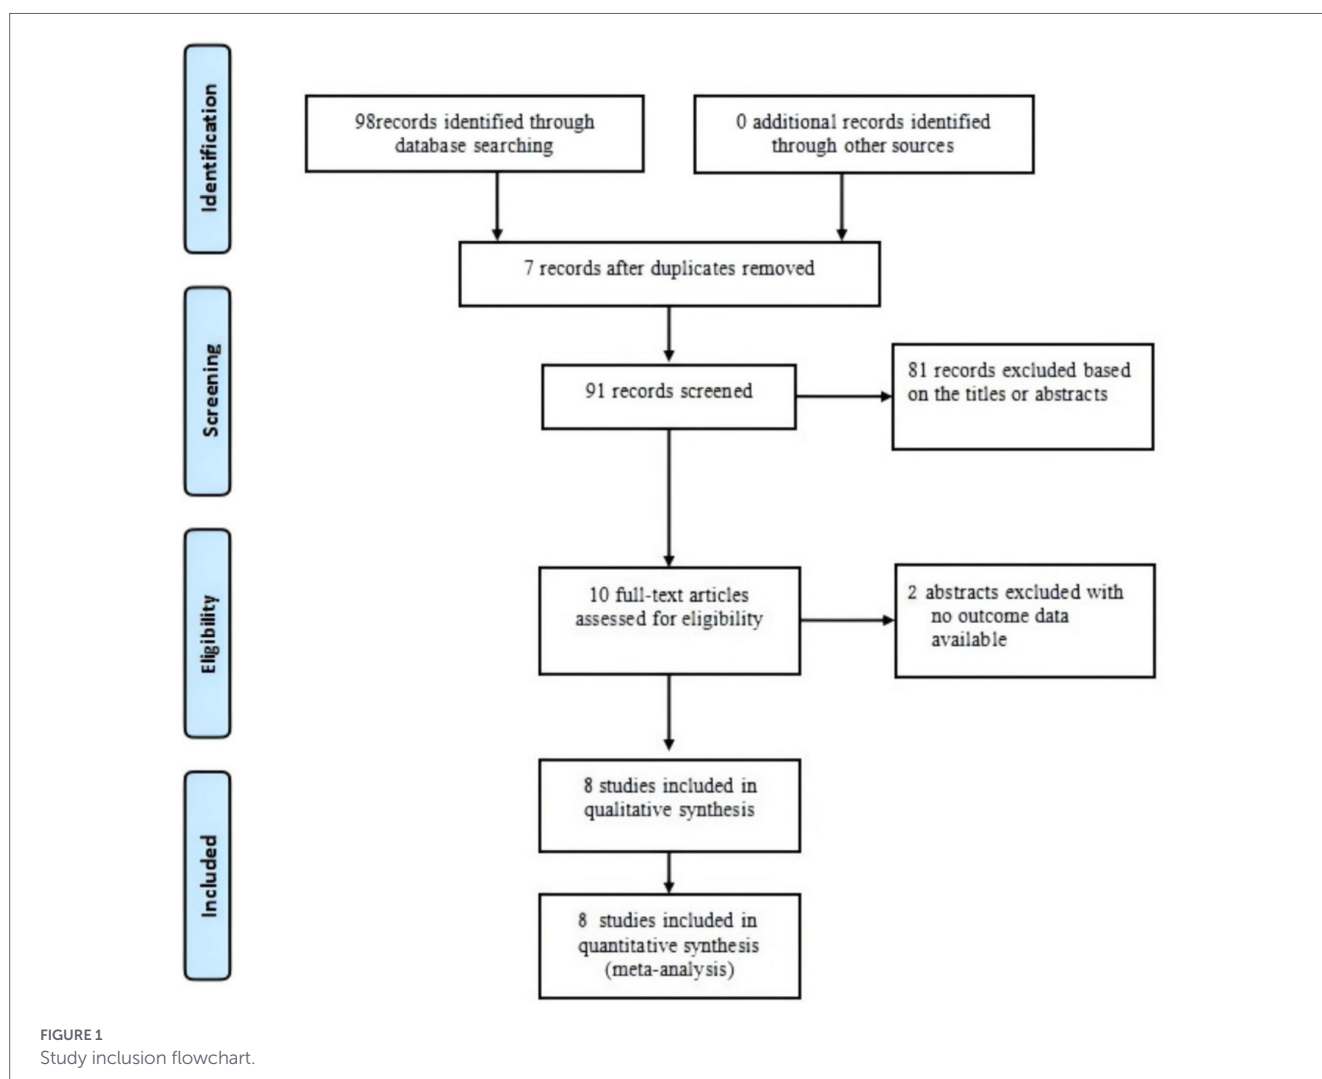 Identification
98records identified through
database searching
0 additional records identified
through other sources
7 records after duplicates removed
Screening
91 records screened
81 records excluded based
on the titles or abstracts
Eligibility
10 full-text articles
assessed for eligibility
2 abstracts excluded with
no outcome data
available
Included
8 studies included in
qualitative synthesis
8 studies included in
quantitative synthesis
(meta-analysis)
FIGURE 1
Study inclusion flowchart.